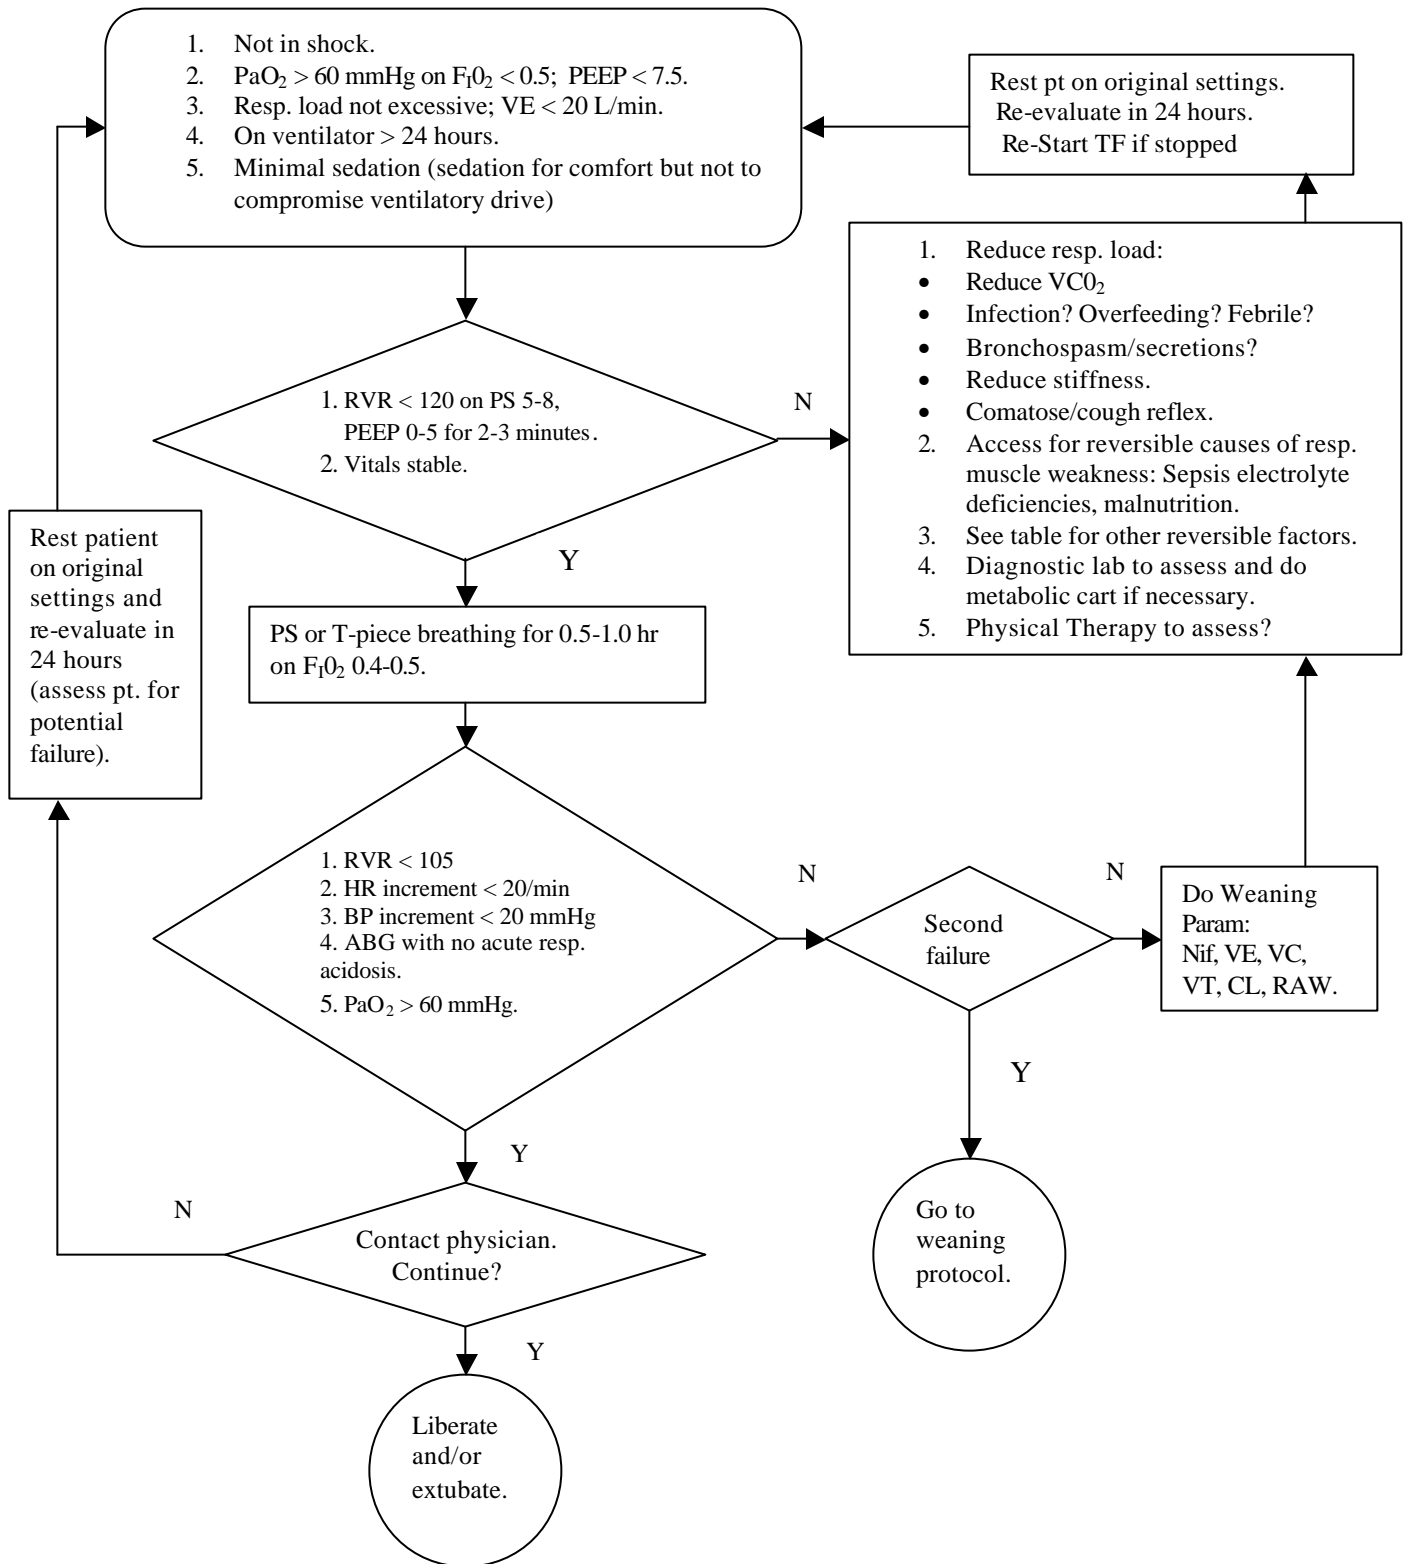 1. Not in shock.
2. PaO₂ > 60 mmHg on F_I0₂ < 0.5; PEEP < 7.5.
3. Resp. load not excessive; VE < 20 L/min.
4. On ventilator > 24 hours.
5. Minimal sedation (sedation for comfort but not to
compromise ventilatory drive)
Rest pt on original settings.
Re-evaluate in 24 hours.
Re-Start TF if stopped
1. Reduce resp. load:
• Reduce VC0₂
• Infection? Overfeeding? Febrile?
• Bronchospasm/secretions?
• Reduce stiffness.
• Comatose/cough reflex.
2. Access for reversible causes of resp.
muscle weakness: Sepsis electrolyte
deficiencies, malnutrition.
3. See table for other reversible factors.
4. Diagnostic lab to assess and do
metabolic cart if necessary.
5. Physical Therapy to assess?
1. RVR < 120 on PS 5-8,
PEEP 0-5 for 2-3 minutes.
2. Vitals stable.
N
Y
Rest patient
on original
settings and
re-evaluate in
24 hours
(assess pt. for
potential
failure).
PS or T-piece breathing for 0.5-1.0 hr
on F_I0₂ 0.4-0.5.
1. RVR < 105
2. HR increment < 20/min
3. BP increment < 20 mmHg
4. ABG with no acute resp.
acidosis.
5. PaO₂ > 60 mmHg.
N
Second
failure
N
Do Weaning
Param:
Nif, VE, VC,
VT, CL, RAW.
Y
Y
N
Contact physician.
Continue?
Go to
weaning
protocol.
Y
Liberate
and/or
extubate.